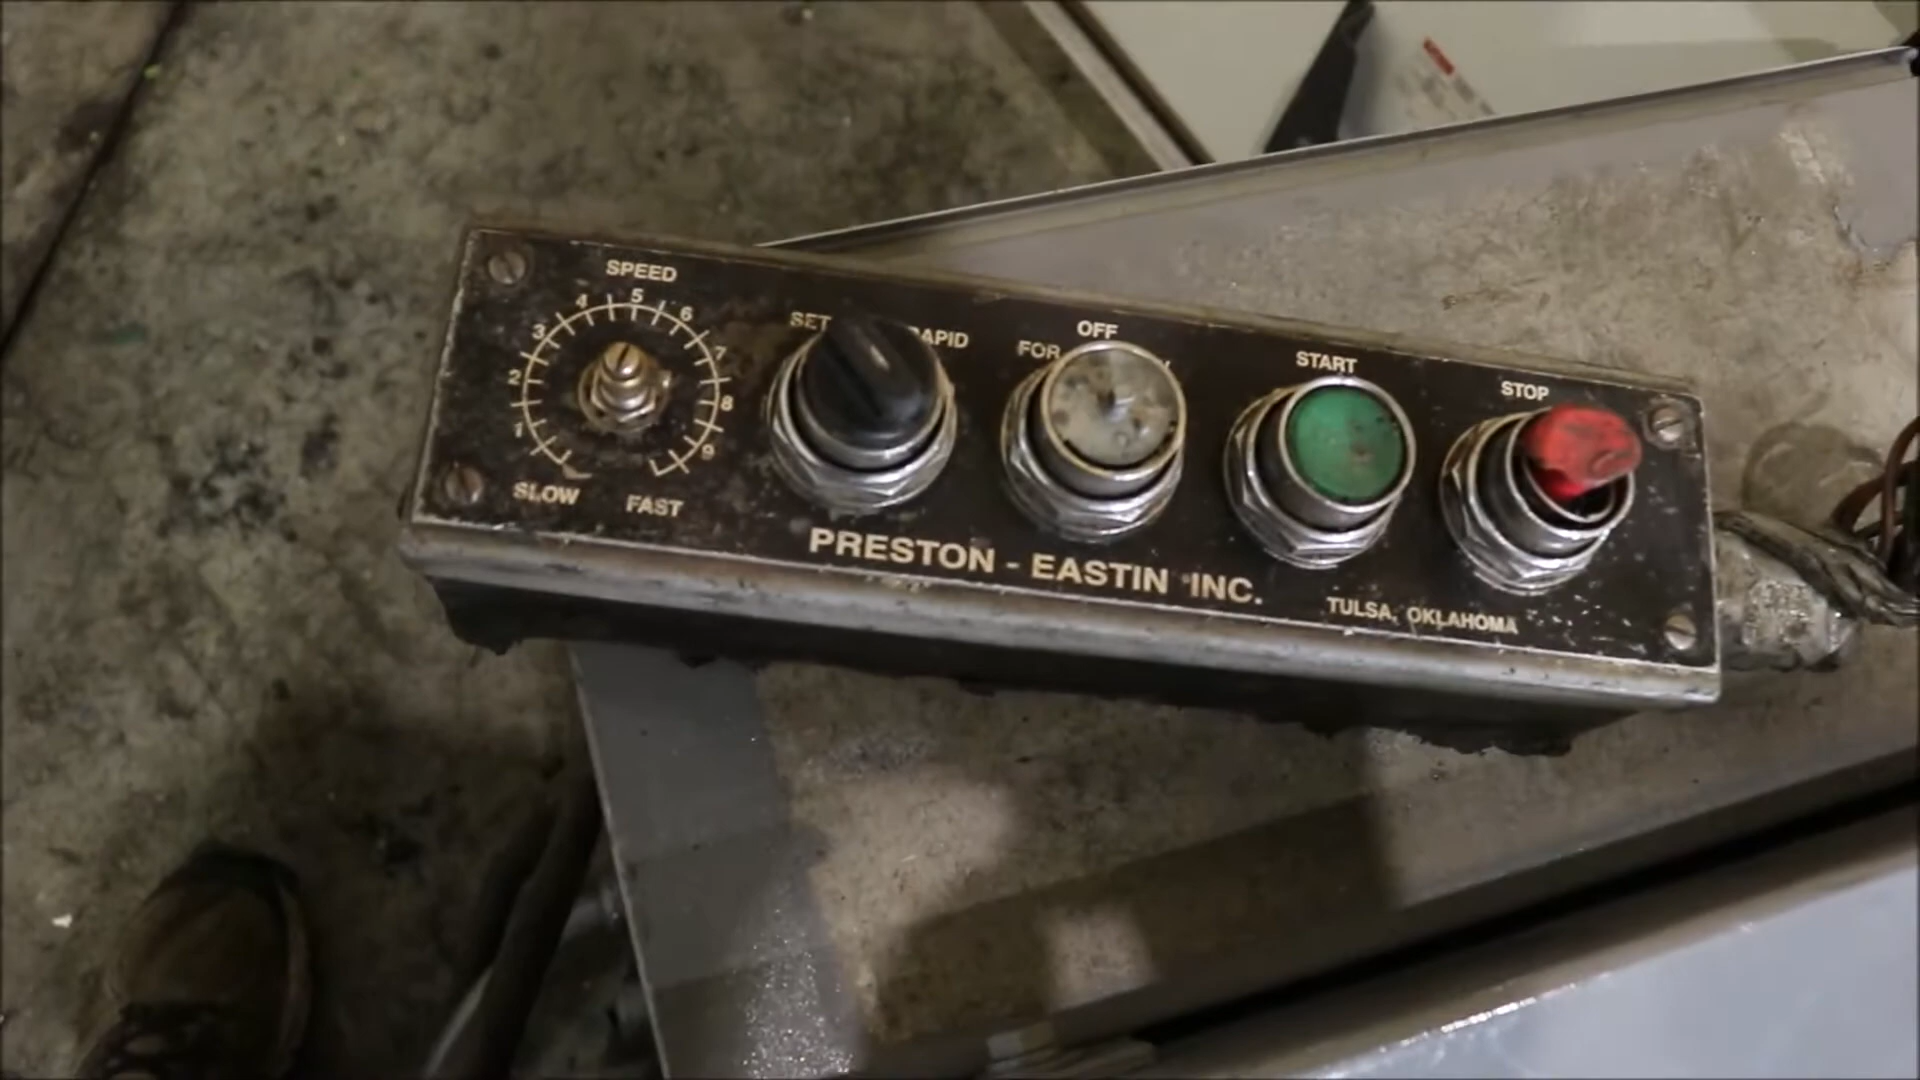 SPEED
1 2 3 4 5 6 7 8 9
SLOW FAST
SET RAPID
OFF
FOR
START
STOP
PRESTON - EASTIN INC.
TULSA, OKLAHOMA